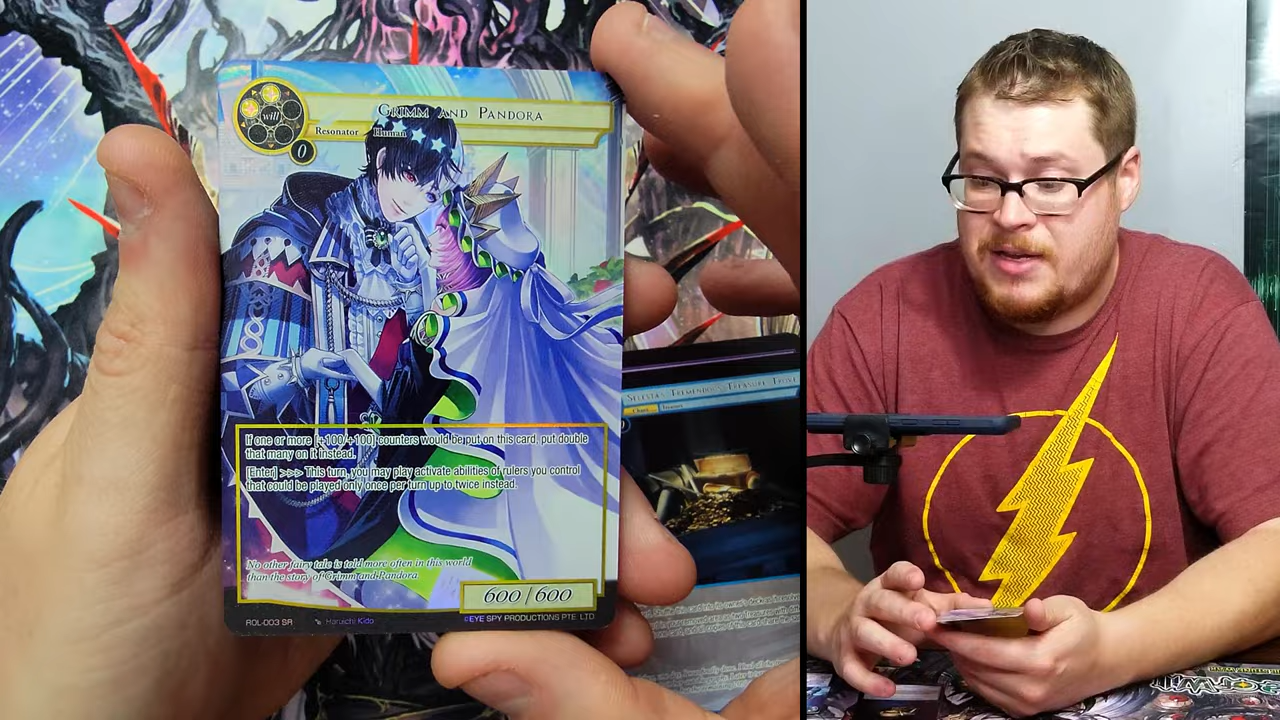 GRIMM AND PANDORA
will
Resonator Human
0
If one or more [+100/+100] counters would be put on this card, put double
that many on it instead.
[Enter] >>> This turn, you may play activate abilities of rulers you control
that could be played only once per turn up to twice instead.
No other fairy tale is told more often in this world
than the story of Grimm and Pandora
600/600
ROL-003 SR Haruichi Kido ©EYE SPY PRODUCTIONS PTE. LTD
SELESTA'S TREMENDOUS TREASURE TROVE
Chant Treasure